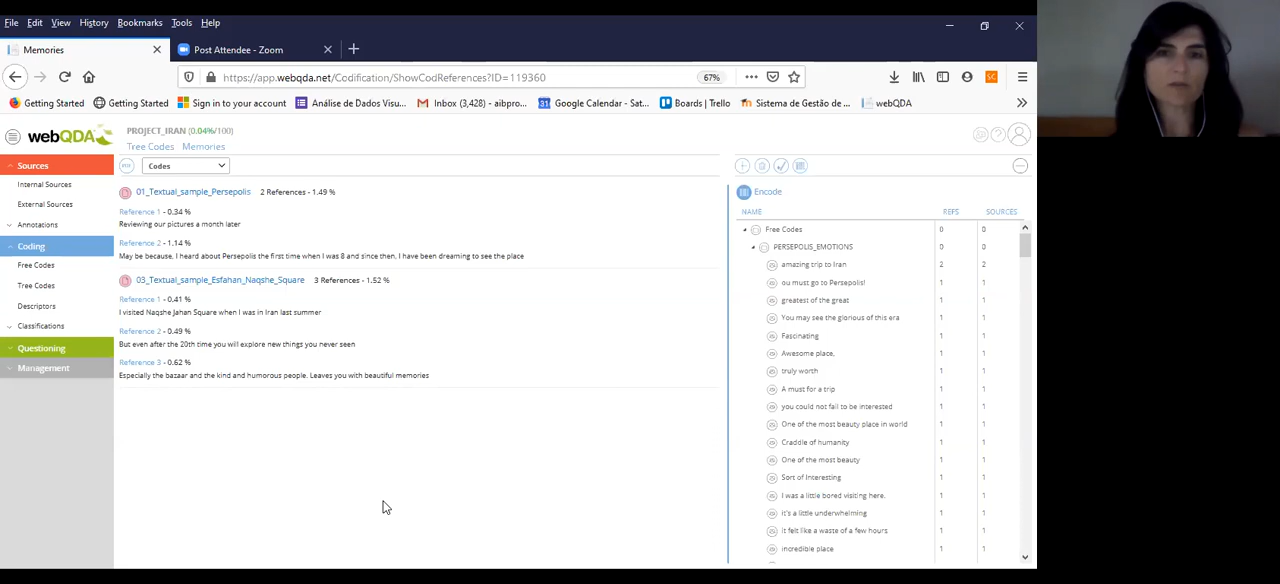 File Edit View History Bookmarks Tools Help
Memories
Post Attendee - Zoom
https://app.webqda.net/Codification/ShowCodReferences?ID=119360
67%
Getting Started Getting Started Sign in to your account Análise de Dados Visu... Inbox (3,428) - aibpro... Google Calendar - Sat... Boards | Trello Sistema de Gestão de ... webQDA
webQDA
PROJECT_IRAN (0.04%/100)
Tree Codes Memories
Sources
Internal Sources
External Sources
Annotations
Coding
Free Codes
Tree Codes
Descriptors
Classifications
Questioning
Management
Codes
01_Textual_sample_Persepolis 2 References - 1.49 %
Reference 1 - 0.34 %
Reviewing our pictures a month later
Reference 2 - 1.14 %
May be because, I heard about Persepolis the first time when I was 8 and since then, I have been dreaming to see the place
03_Textual_sample_Esfahan_Naqshe_Square 3 References - 1.52 %
Reference 1 - 0.41 %
I visited Naqshe Jahan Square when I was in Iran last summer
Reference 2 - 0.49 %
But even after the 20th time you will explore new things you never seen
Reference 3 - 0.62 %
Especially the bazaar and the kind and humorous people. Leaves you with beautiful memories
Encode
NAME REFS SOURCES
Free Codes 0 0
PERSEPOLIS_EMOTIONS 0 0
amazing trip to Iran 2 2
ou must go to Persepolis! 1 1
greatest of the great 1 1
You may see the glorious of this era 1 1
Fascinating 1 1
Awesome place, 1 1
truly worth 1 1
A must for a trip 1 1
you could not fail to be interested 1 1
One of the most beauty place in world 1 1
Craddle of humanity 1 1
One of the most beauty 1 1
Sort of Interesting 1 1
I was a little bored visiting here. 1 1
it's a little underwhelming 1 1
it felt like a waste of a few hours 1 1
incredible place 1 1